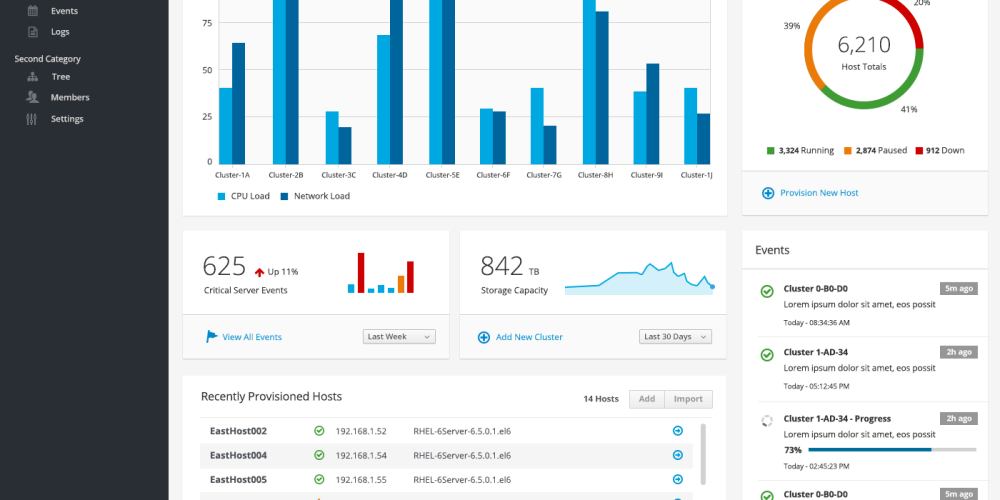 Events
Logs
Second Category
Tree
Members
Settings
75
50
25
0
Cluster-1A Cluster-2B Cluster-3C Cluster-4D Cluster-5E Cluster-6F Cluster-7G Cluster-8H Cluster-9I Cluster-1J
CPU Load Network Load
20%
39%
6,210
Host Totals
41%
3,324 Running 2,874 Paused 912 Down
Provision New Host
625 Up 11%
Critical Server Events
View All Events Last Week
842 TB
Storage Capacity
Add New Cluster Last 30 Days
Recently Provisioned Hosts 14 Hosts Add Import
EastHost002 192.168.1.52 RHEL-6Server-6.5.0.1.el6
EastHost004 192.168.1.54 RHEL-6Server-6.5.0.1.el6
EastHost005 192.168.1.55 RHEL-6Server-6.5.0.1.el6
Events
Cluster 0-B0-D0 5m ago
Lorem ipsum dolor sit amet, eos possit
Today - 08:34:36 AM
Cluster 1-AD-34 2h ago
Lorem ipsum dolor sit amet, eos possit
Today - 05:12:45 PM
Cluster 1-AD-34 - Progress 2h ago
Lorem ipsum dolor sit amet, eos possit
73%
Today - 02:45:23 PM
Cluster 0-B0-D0 5m ago